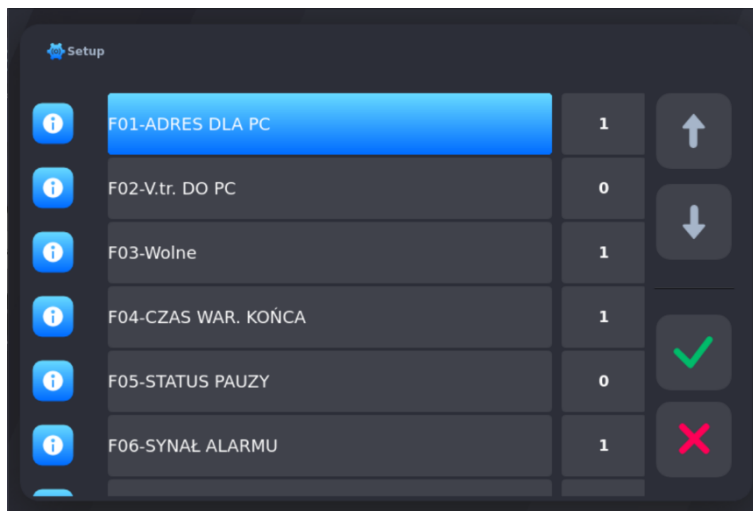 Setup
F01-ADRES DLA PC 1
F02-V.tr. DO PC 0
F03-Wolne 1
F04-CZAS WAR. KOŃCA 1
F05-STATUS PAUZY 0
F06-SYNAŁ ALARMU 1